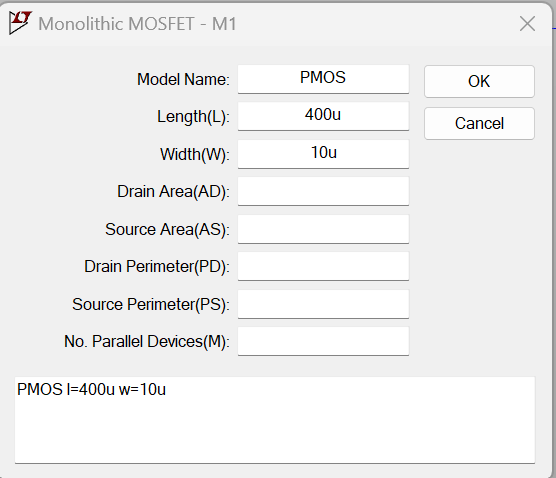 Monolithic MOSFET - M1
Model Name: PMOS OK
Length(L): 400u Cancel
Width(W): 10u
Drain Area(AD):
Source Area(AS):
Drain Perimeter(PD):
Source Perimeter(PS):
No. Parallel Devices(M):
PMOS l=400u w=10u